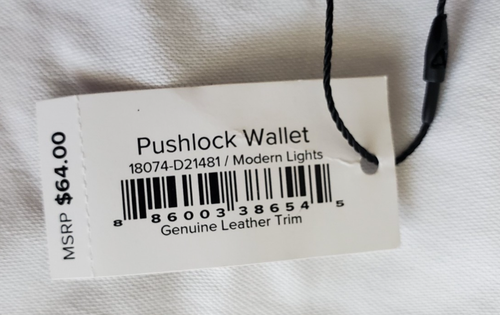 MSRP $64.00
Pushlock Wallet
18074-D21481 / Modern Lights
8 86003 38654 5
Genuine Leather Trim